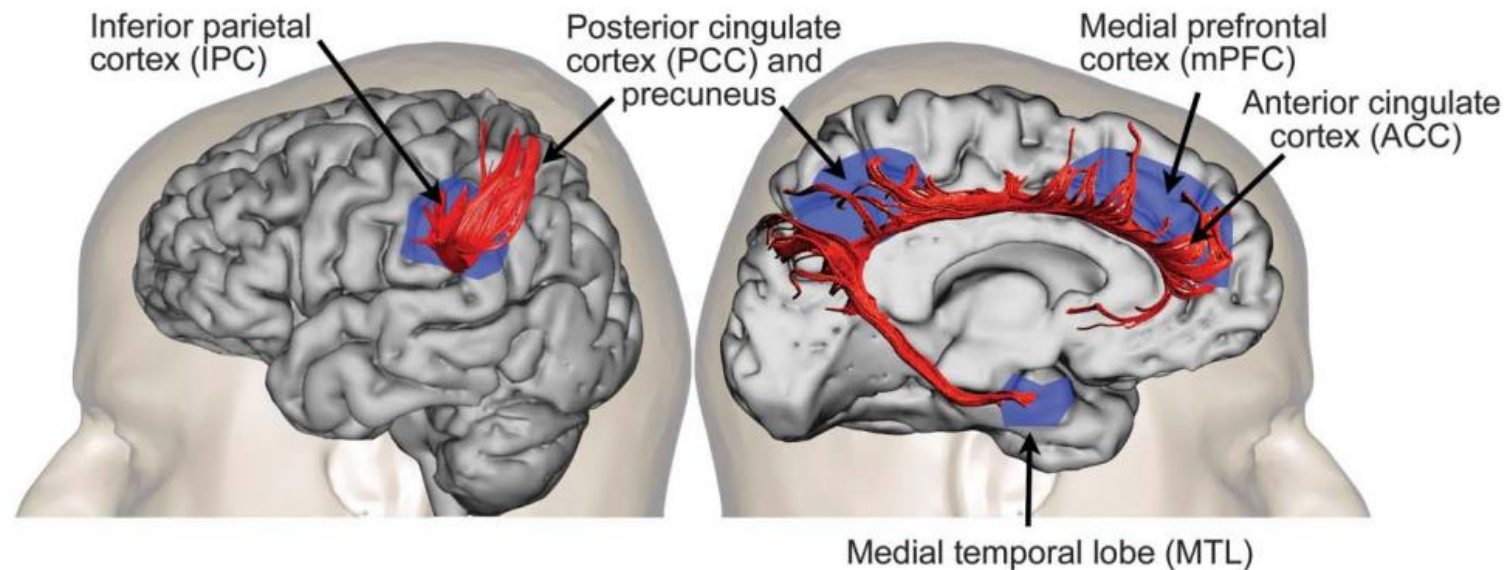 Inferior parietal
cortex (IPC)
Posterior cingulate
cortex (PCC) and
precuneus
Medial prefrontal
cortex (mPFC)
Anterior cingulate
cortex (ACC)
Medial temporal lobe (MTL)